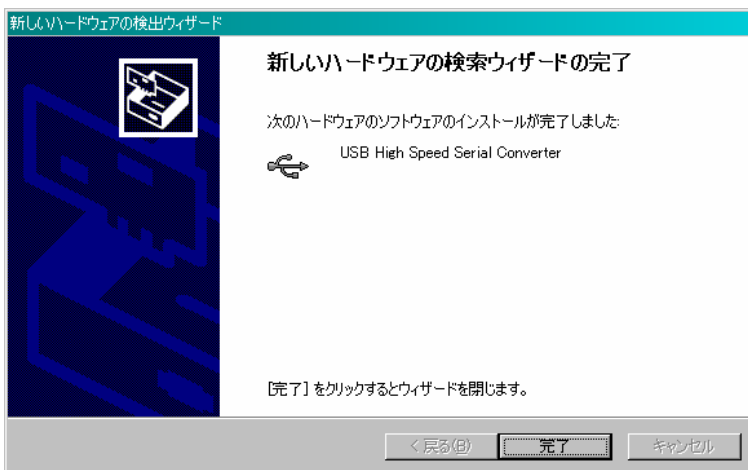 新しいハードウェアの検出ウィザード
新しいハードウェアの検索ウィザードの完了
次のハードウェアのソフトウェアのインストールが完了しました:
USB High Speed Serial Converter
[完了] をクリックするとウィザードを閉じます。
< 戻る(B)
完了
キャンセル